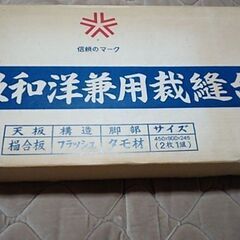 信頼のマーク
和洋兼用裁縫
天板 構造 脚部 サイズ
楡合板 フラッシュ タモ材 450×900×245
(2枚1組)